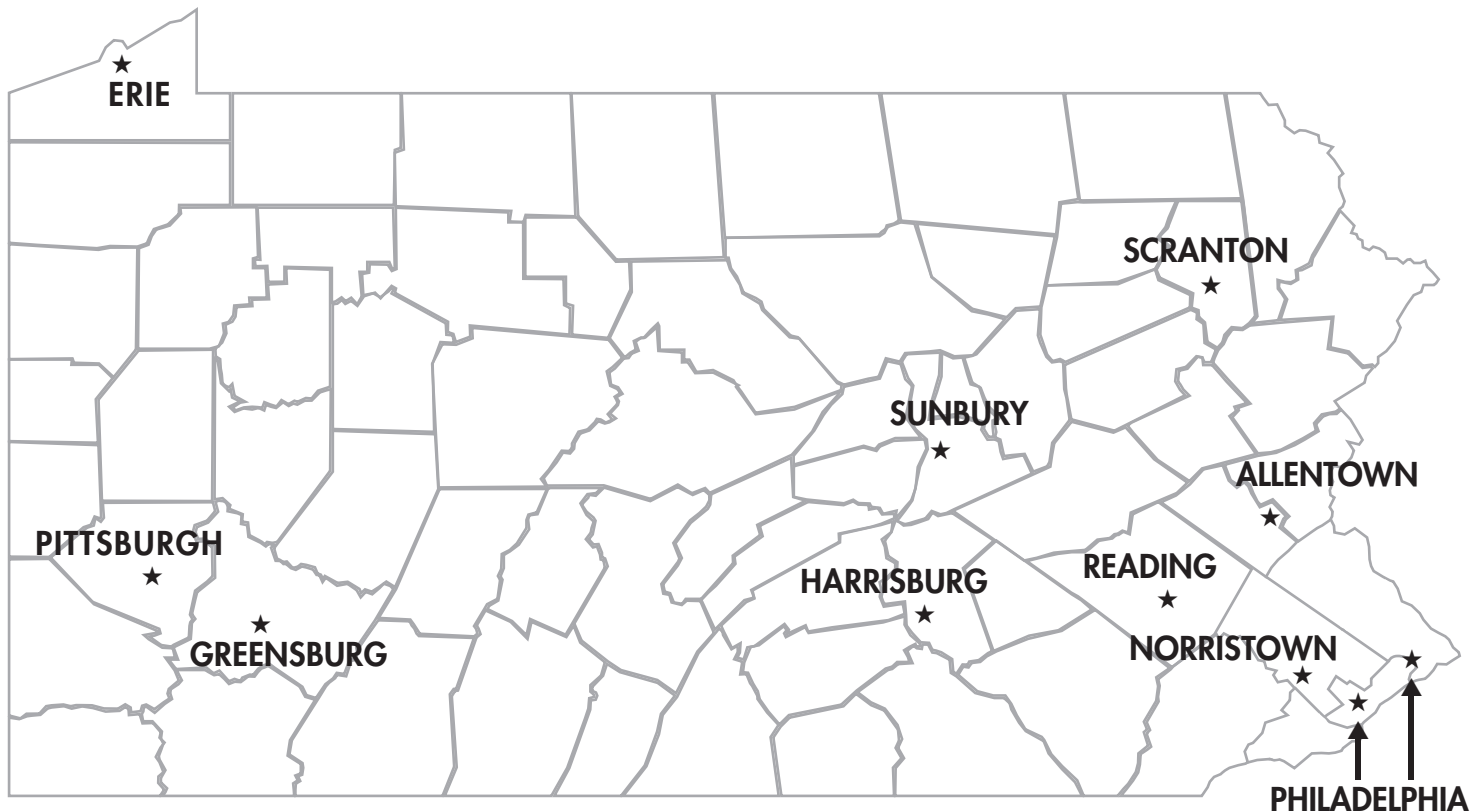 ERIE
SCRANTON
SUNBURY
ALLENTOWN
PITTSBURGH
READING
HARRISBURG
NORRISTOWN
GREENSBURG
PHILADELPHIA